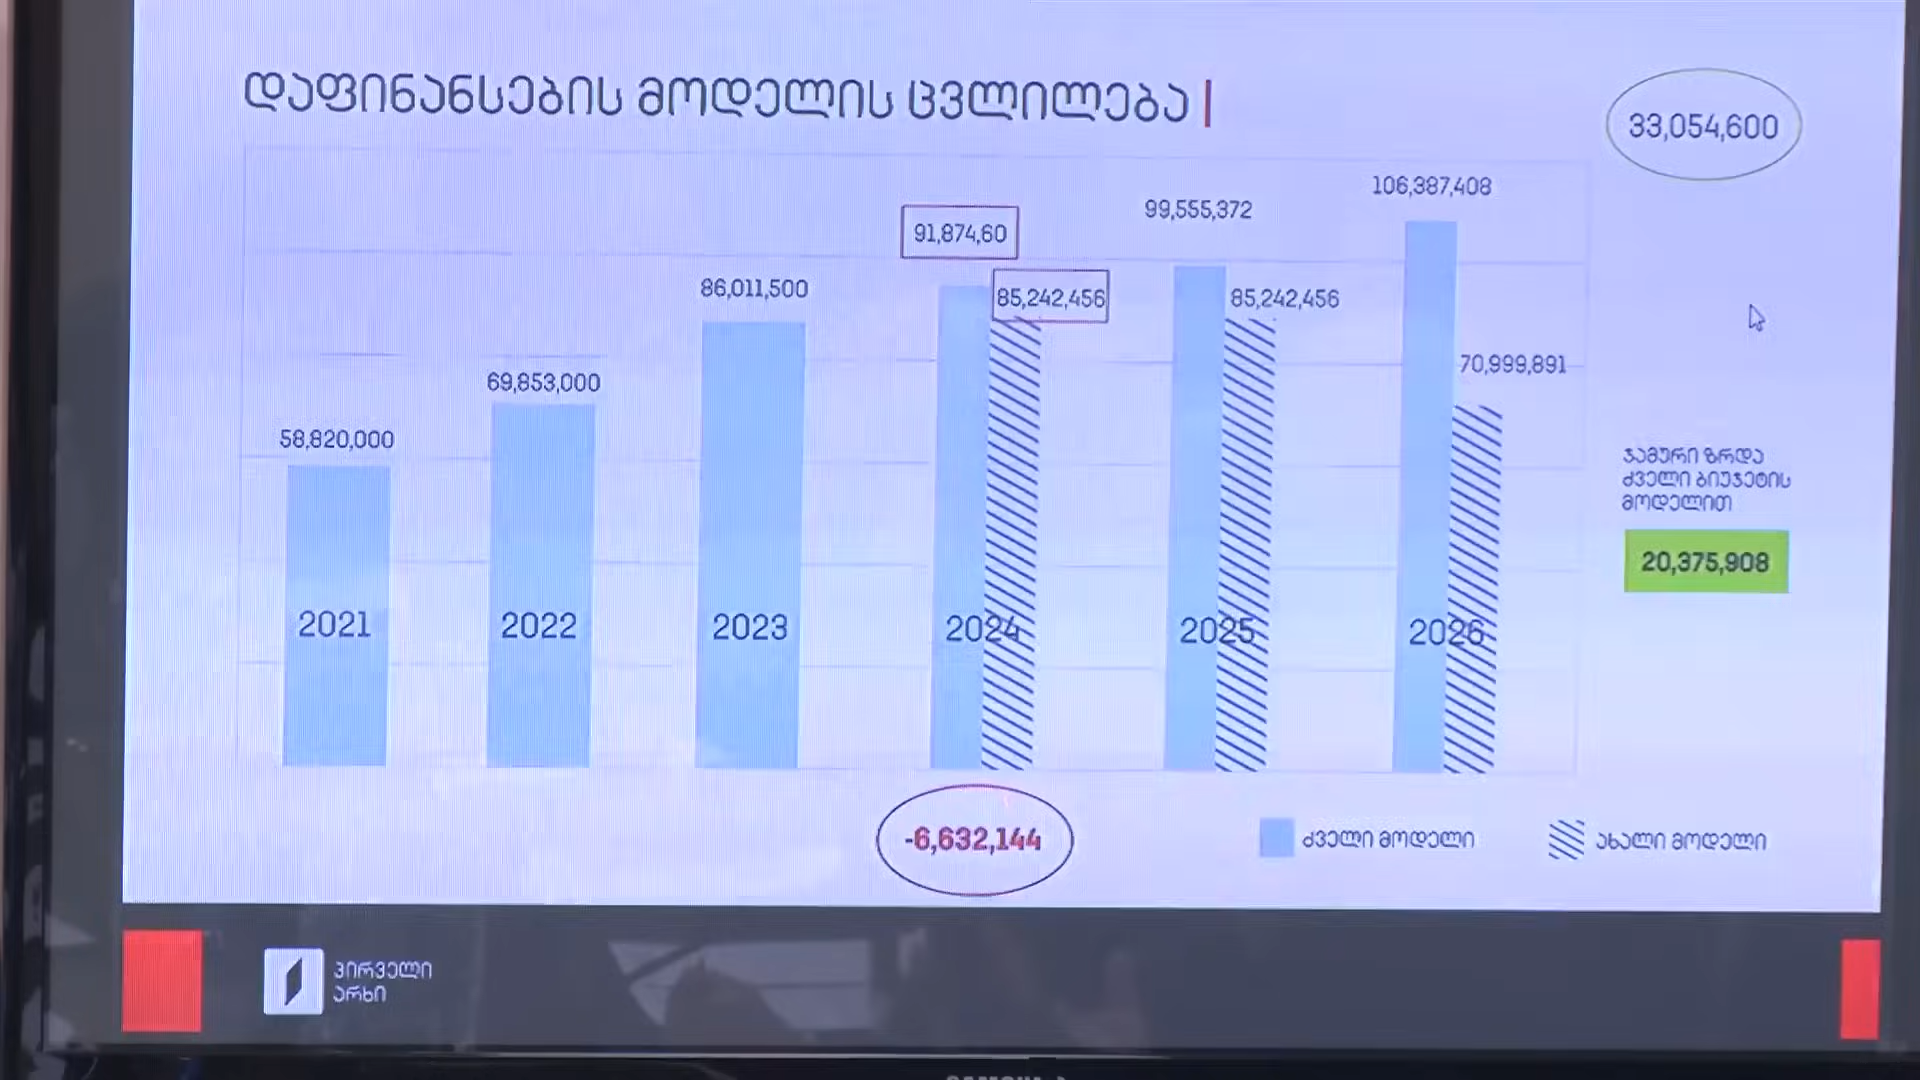 დაფინანსების მოდელის ცვლილება |
33,054,600
106,387,408
99,555,372
91,874,60
86,011,500
85,242,456
85,242,456
70,999,891
69,853,000
58,820,000
ჯამური ზრდა
ძველი ბიუჯეტის
მოდელით
20,375,908
2021
2022
2023
2024
2025
2026
-6,632,144
ძველი მოდელი
ახალი მოდელი
პირველი
არხი